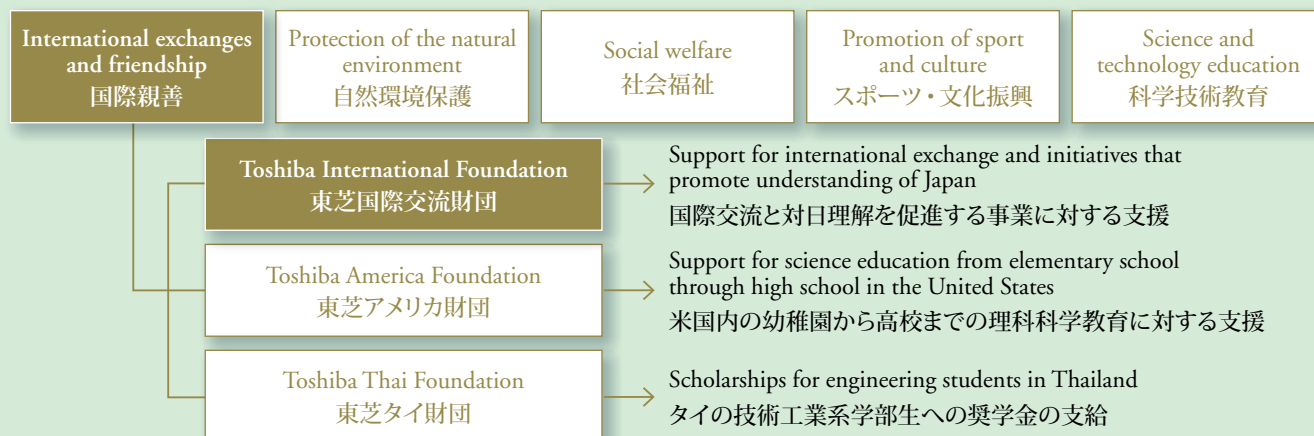 International exchanges
and friendship
国際親善
Protection of the natural
environment
自然環境保護
Social welfare
社会福祉
Promotion of sport
and culture
スポーツ・文化振興
Science and
technology education
科学技術教育
Toshiba International Foundation
東芝国際交流財団
Support for international exchange and initiatives that
promote understanding of Japan
国際交流と対日理解を促進する事業に対する支援
Toshiba America Foundation
東芝アメリカ財団
Support for science education from elementary school
through high school in the United States
米国内の幼稚園から高校までの理科科学教育に対する支援
Toshiba Thai Foundation
東芝タイ財団
Scholarships for engineering students in Thailand
タイの技術工業系学部生への奨学金の支給